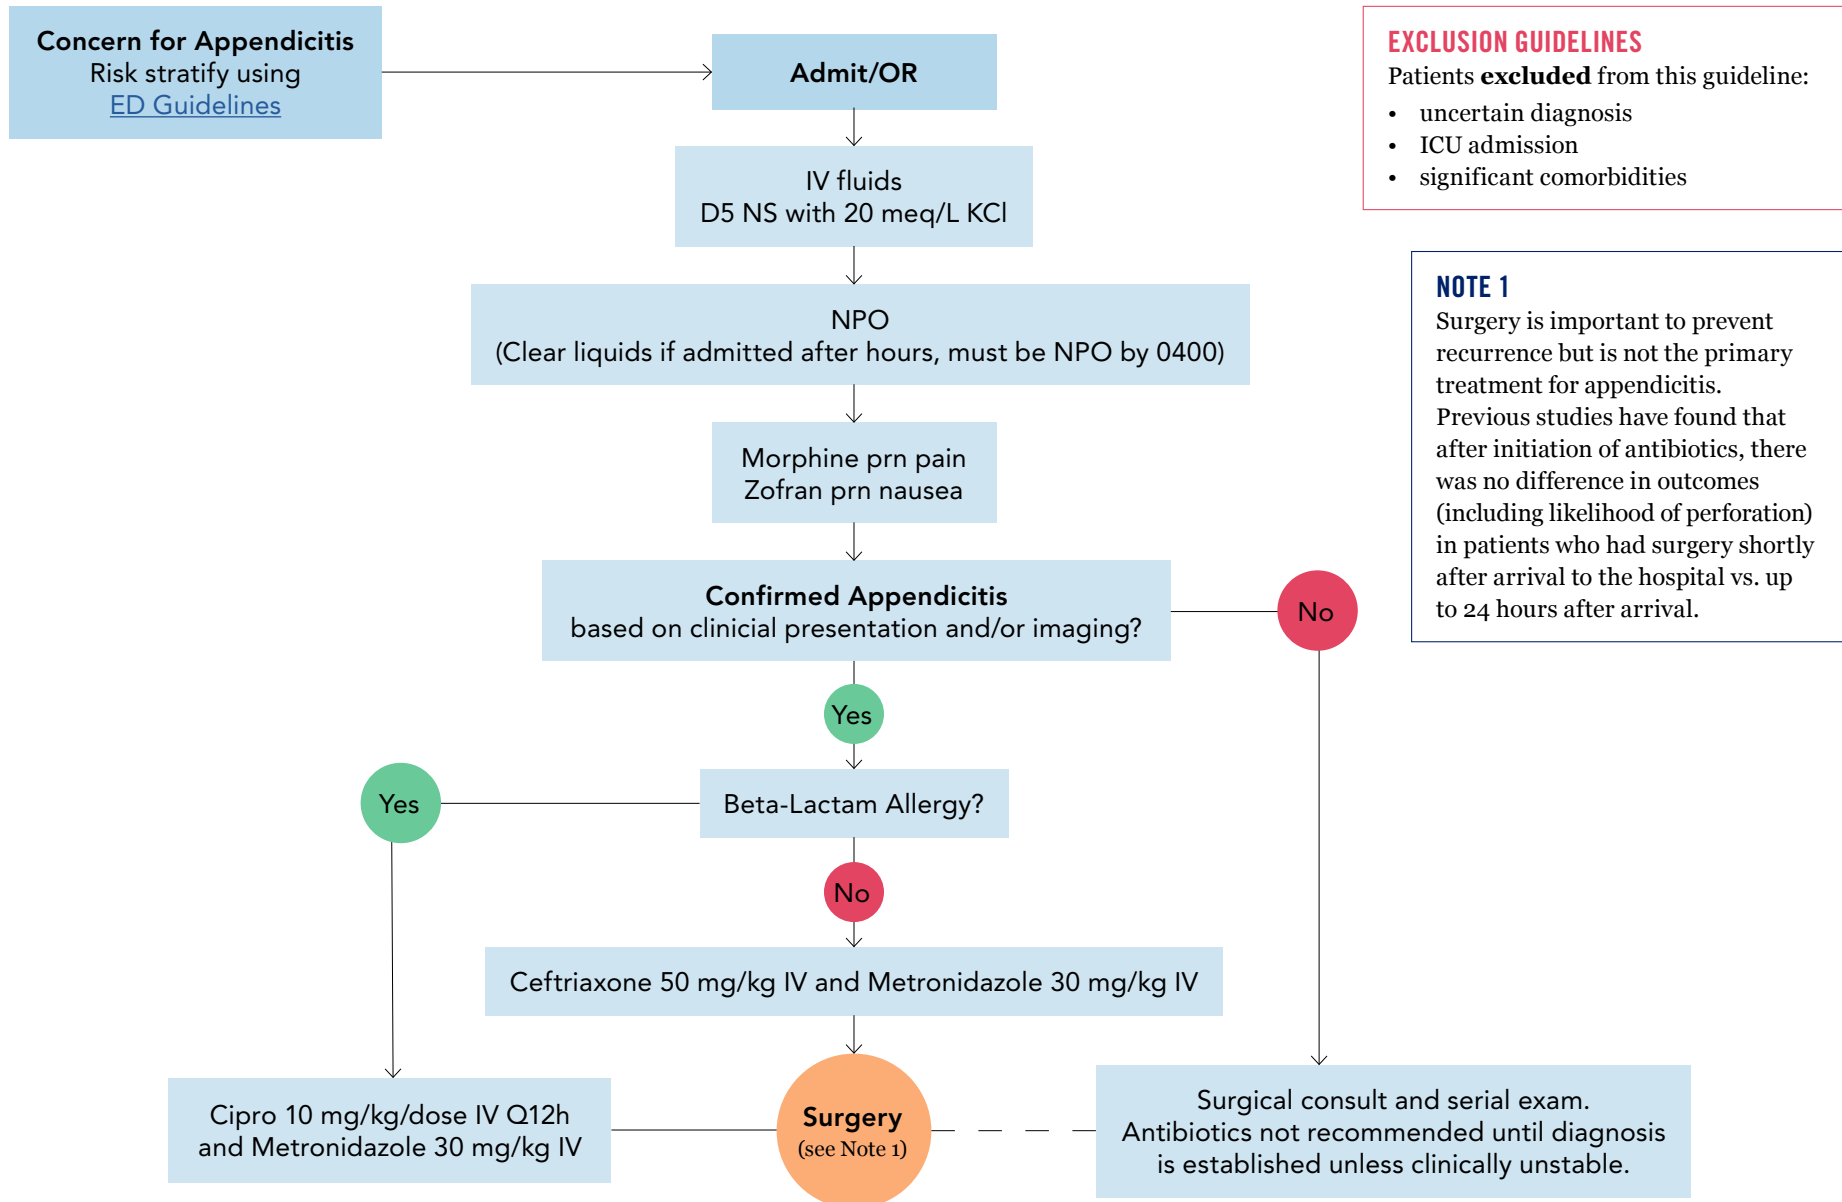 Concern for Appendicitis
Risk stratify using
ED Guidelines
Admit/OR
IV fluids
D5 NS with 20 meq/L KCl
NPO
(Clear liquids if admitted after hours, must be NPO by 0400)
Morphine prn pain
Zofran prn nausea
Confirmed Appendicitis
based on clinicial presentation and/or imaging?
No
Yes
Beta-Lactam Allergy?
Yes
No
Ceftriaxone 50 mg/kg IV and Metronidazole 30 mg/kg IV
Cipro 10 mg/kg/dose IV Q12h
and Metronidazole 30 mg/kg IV
Surgery
(see Note 1)
Surgical consult and serial exam.
Antibiotics not recommended until diagnosis
is established unless clinically unstable.
EXCLUSION GUIDELINES
Patients excluded from this guideline:
• uncertain diagnosis
• ICU admission
• significant comorbidities
NOTE 1
Surgery is important to prevent
recurrence but is not the primary
treatment for appendicitis.
Previous studies have found that
after initiation of antibiotics, there
was no difference in outcomes
(including likelihood of perforation)
in patients who had surgery shortly
after arrival to the hospital vs. up
to 24 hours after arrival.